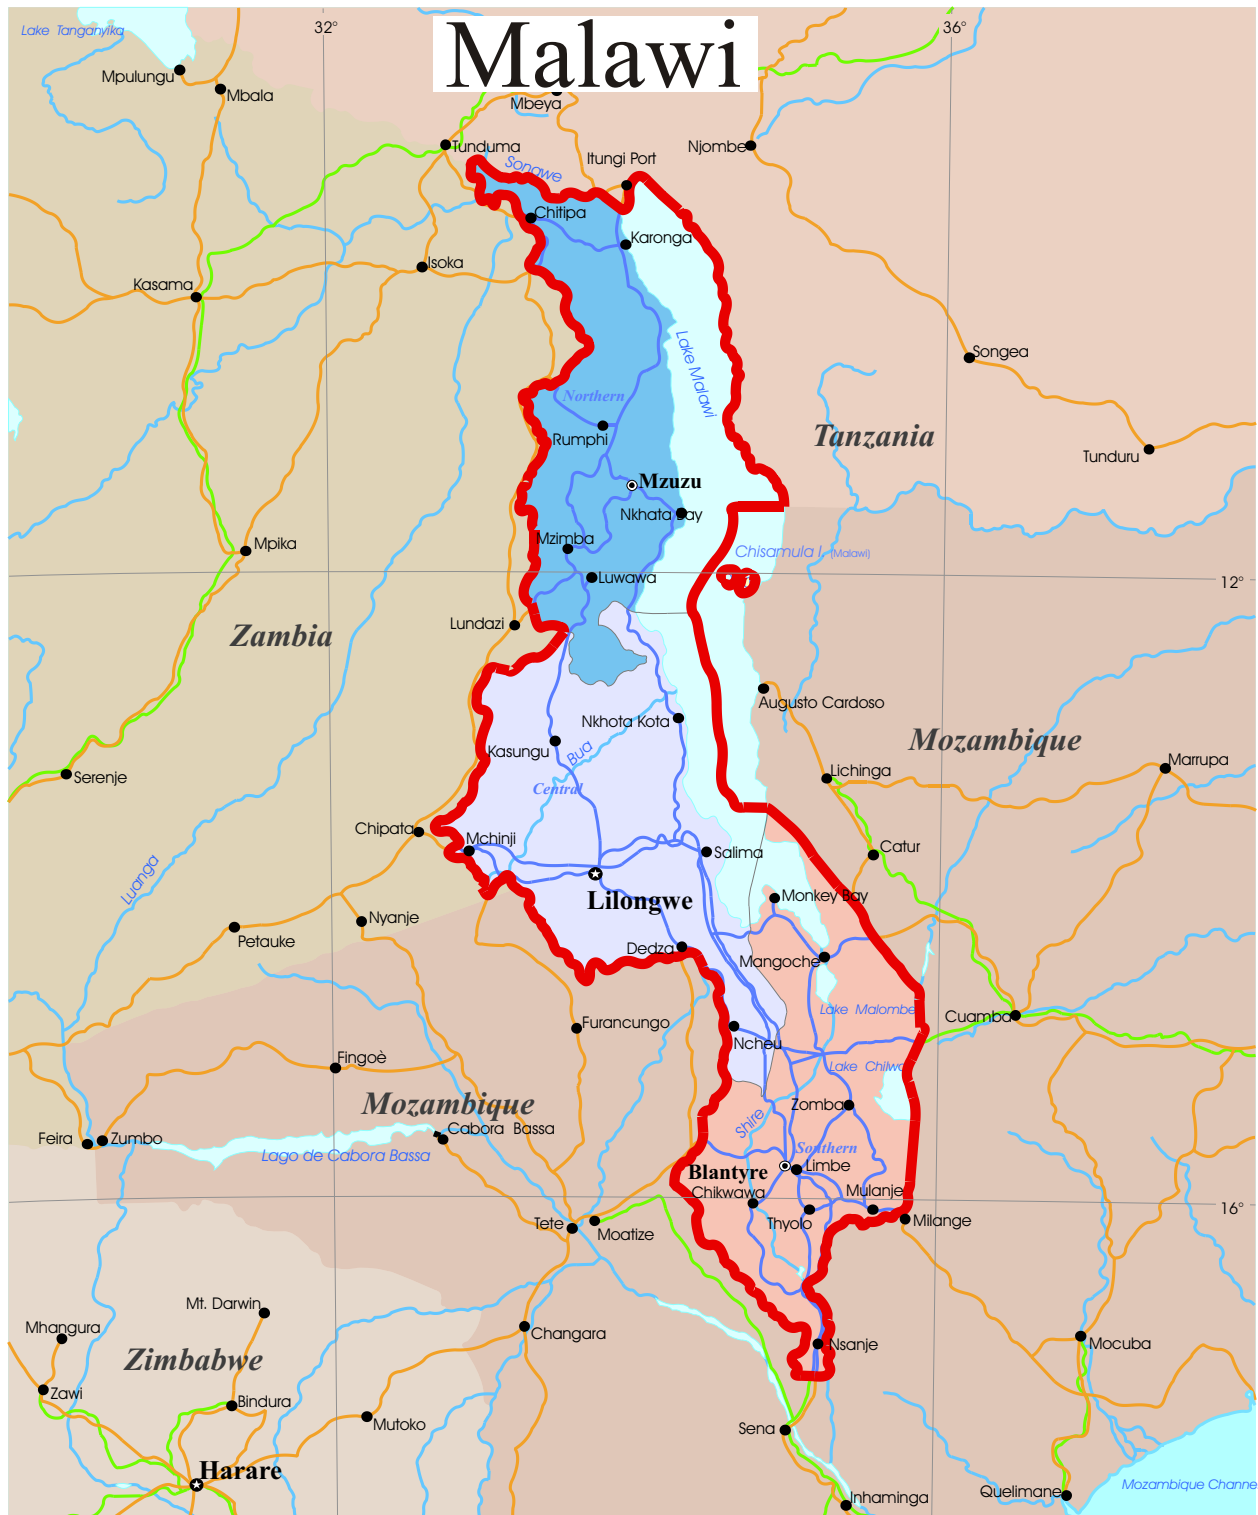 Lake Tanganyika
32°
Malawi
36°
Mpulungu
Mbala
Mbeya
Tunduma
Songwe
Itungi Port
Njombe
Chitipa
Karonga
Isoka
Kasama
Lake Malawi
Songea
Northern
Rumphi
Tanzania
Tunduru
Mzuzu
Nkhata Bay
Mzimba
Mpika
Chisamula I. (Malawi)
Luwawa
12°
Lundazi
Zambia
Augusto Cardoso
Nkhota Kota
Kasungu
Bua
Mozambique
Marrupa
Serenje
Central
Lichinga
Chipata
Mchinji
Salima
Catur
Luanga
Lilongwe
Monkey Bay
Nyanje
Petauke
Dedza
Mangoche
Lake Malombe
Cuamba
Furancungo
Ncheu
Fingoè
Lake Chilwa
Mozambique
Zomba
Shire
Cabora Bassa
Feira
Zumbo
Lago de Cabora Bassa
Southern
Blantyre
Limbe
Chikwawa
Mulanje
16°
Tete
Moatize
Thyolo
Milange
Mt. Darwin
Mhangura
Changara
Nsanje
Mocuba
Zimbabwe
Zawi
Bindura
Mutoko
Sena
Harare
Quelimane
Mozambique Channe
Inhaminga